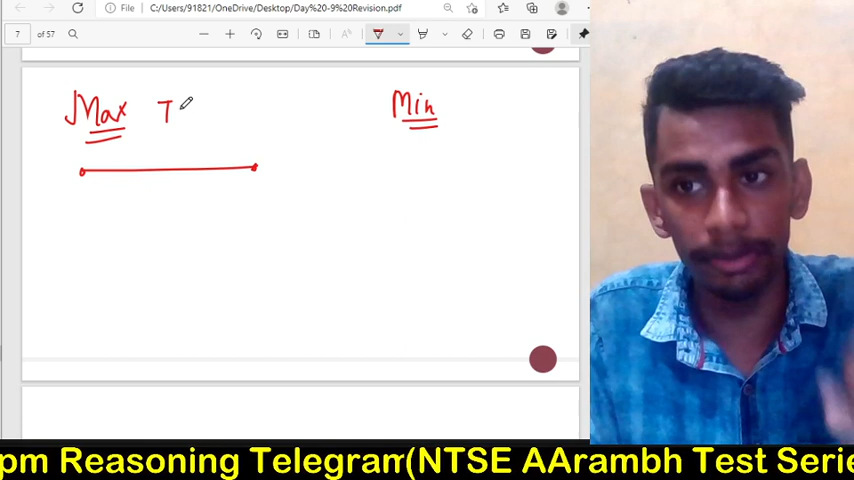 C:/Users/91821/OneDrive/Desktop/Day%20-9%20Revision.pdf
7 of 57
Max T
Min
pm Reasoning Telegram(NTSE AArambh Test Serie